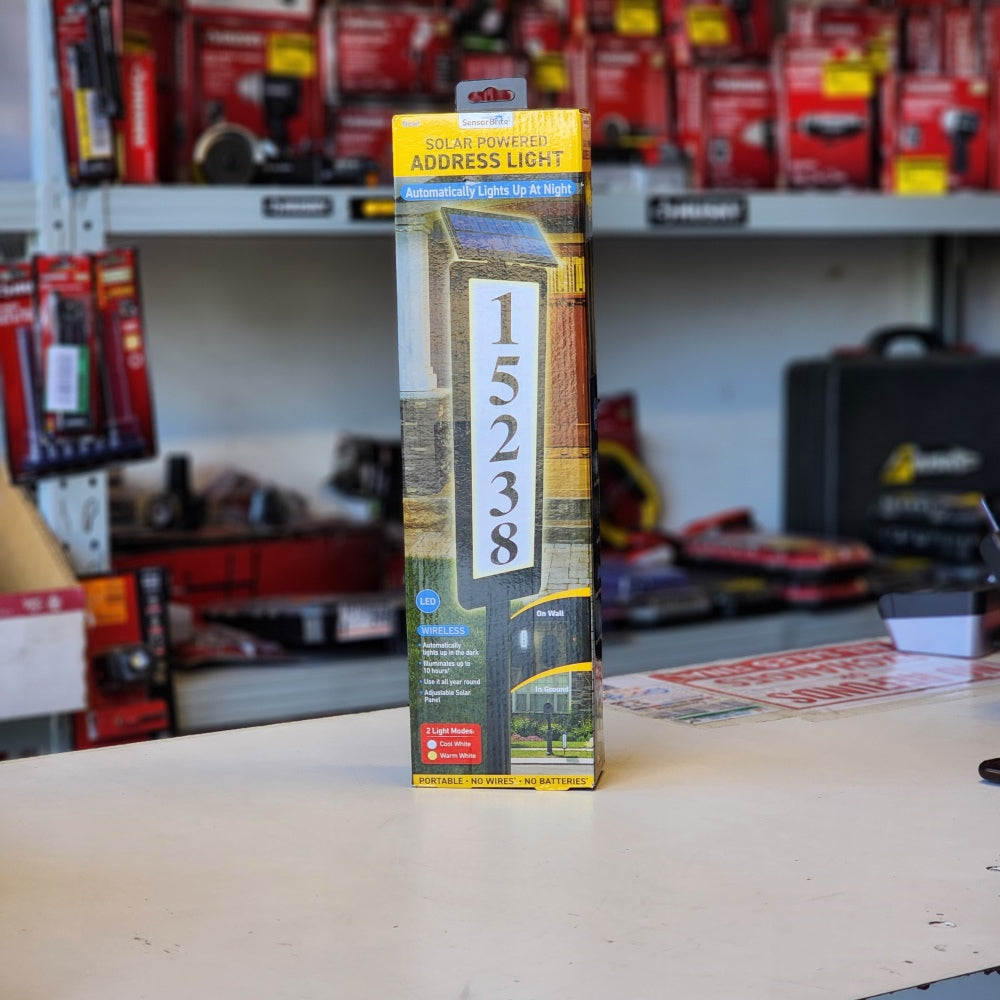 NEW!
SensorBrite
SOLAR POWERED
ADDRESS LIGHT
Automatically Lights Up At Night
1
5
2
3
8
LED
WIRELESS
Automatically
lights up in the dark
Illuminates up to
10 hours
Use it all year round
Adjustable Solar
Panel
On Wall
In Ground
2 Light Modes:
Cool White
Warm White
PORTABLE • NO WIRES • NO BATTERIES
HUSKY